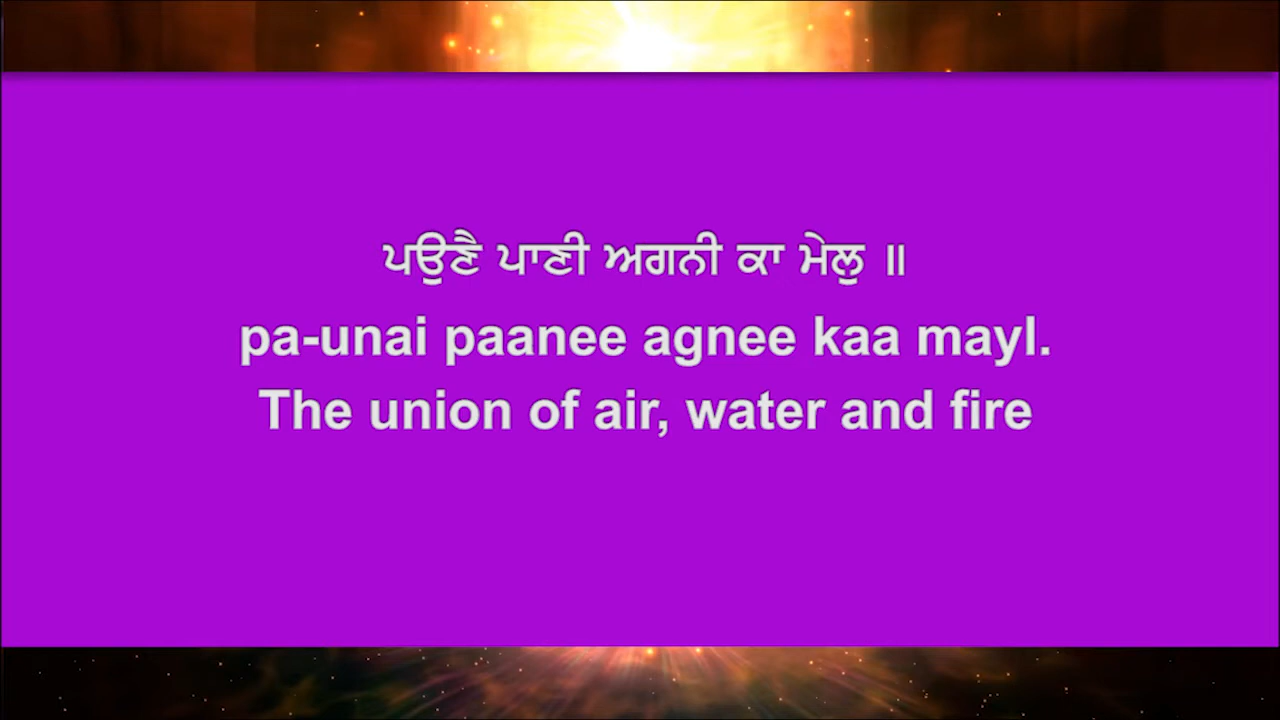 ਪਉਣੈ ਪਾਣੀ ਅਗਨੀ ਕਾ ਮੇਲੁ ॥
pa-unai paanee agnee kaa mayl.
The union of air, water and fire